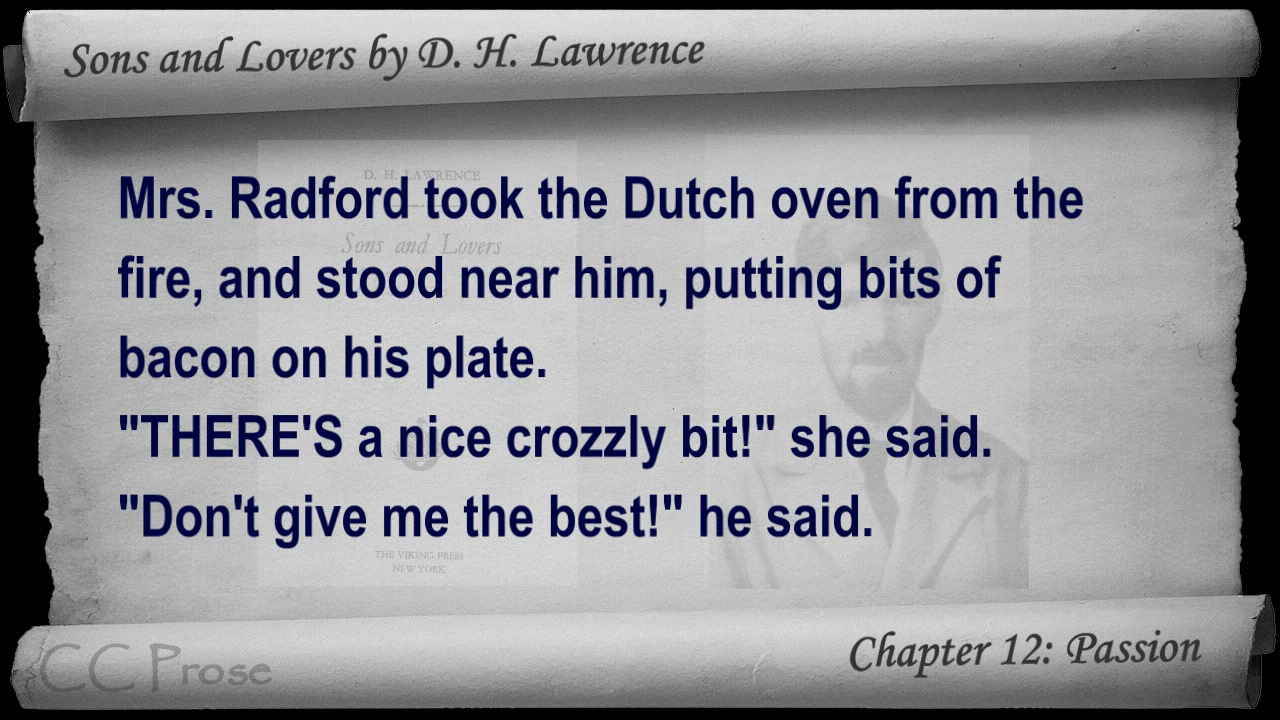 Sons and Lovers by D. H. Lawrence
D. H. LAWRENCE
Sons and Lovers
Mrs. Radford took the Dutch oven from the
fire, and stood near him, putting bits of
bacon on his plate.
"THERE'S a nice crozzly bit!" she said.
"Don't give me the best!" he said.
THE VIKING PRESS
NEW YORK
CC Prose
Chapter 12: Passion